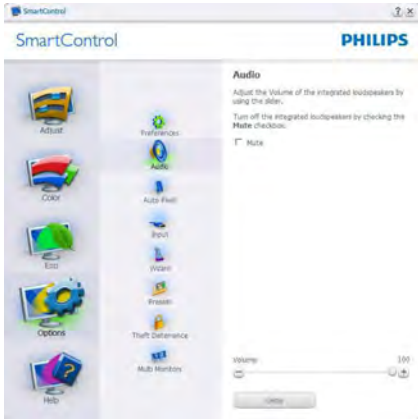 SmartControl
? ×
SmartControl
PHILIPS
Adjust
Color
Eco
Options
Help
Preferences
Audio
Auto Pixel
Input
Wizard
Presets
Theft Deterrence
Multi Monitors
Audio
Adjust the Volume of the integrated loudspeakers by
using the slider.
Turn off the integrated loudspeakers by checking the
Mute checkbox.
Mute
Volume
100